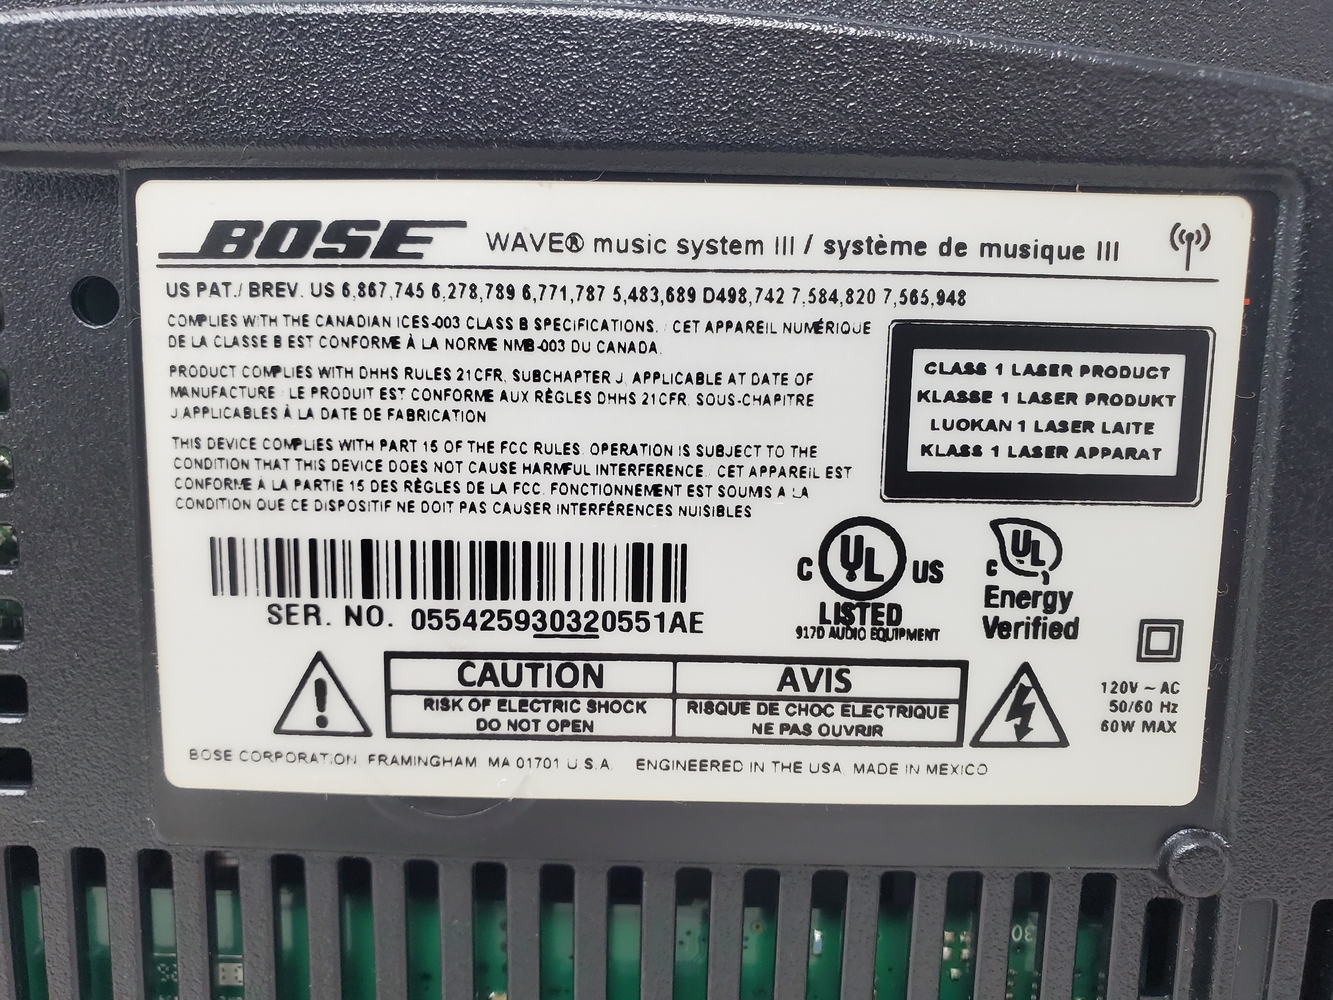 BOSE WAVE® music system III / système de musique III
US PAT./ BREV. US 6,867,745 6,278,789 6,771,787 5,483,689 D498,742 7,584,820 7,565,948
COMPLIES WITH THE CANADIAN ICES-003 CLASS B SPECIFICATIONS. / CET APPAREIL NUMÉRIQUE
DE LA CLASSE B EST CONFORME À LA NORME NMB-003 DU CANADA.
PRODUCT COMPLIES WITH DHHS RULES 21CFR, SUBCHAPTER J, APPLICABLE AT DATE OF
MANUFACTURE / LE PRODUIT EST CONFORME AUX RÈGLES DHHS 21CFR, SOUS-CHAPITRE
J APPLICABLES À LA DATE DE FABRICATION
THIS DEVICE COMPLIES WITH PART 15 OF THE FCC RULES. OPERATION IS SUBJECT TO THE
CONDITION THAT THIS DEVICE DOES NOT CAUSE HARMFUL INTERFERENCE. CET APPAREIL EST
CONFORME A LA PARTIE 15 DES RÈGLES DE LA FCC. FONCTIONNEMENT EST SOUMIS A LA
CONDITION QUE CE DISPOSITIF NE DOIT PAS CAUSER INTERFÉRENCES NUISIBLES
CLASS 1 LASER PRODUCT
KLASSE 1 LASER PRODUKT
LUOKAN 1 LASER LAITE
KLASS 1 LASER APPARAT
SER. NO. 055425930320551AE
C UL US
LISTED
917D AUDIO EQUIPMENT
c UL
Energy
Verified
CAUTION
RISK OF ELECTRIC SHOCK
DO NOT OPEN
AVIS
RISQUE DE CHOC ELECTRIQUE
NE PAS OUVRIR
120V ~ AC
50/60 Hz
60W MAX
BOSE CORPORATION, FRAMINGHAM, MA 01701 U.S.A. ENGINEERED IN THE USA, MADE IN MEXICO
30